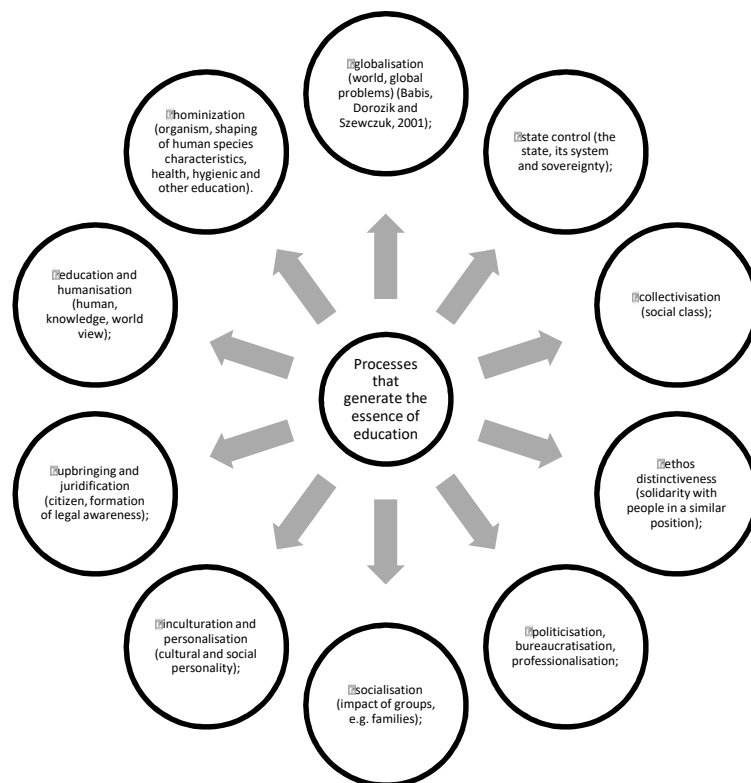 globalisation
(world, global
problems) (Babis,
Dorozik and
Szewczuk, 2001);
state control (the
state, its system
and sovereignty);
collectivisation
(social class);
ethos
distinctiveness
(solidarity with
people in a similar
position);
politicisation,
bureaucratisation,
professionalisation;
socialisation
(impact of groups,
e.g. families);
inculturation and
personalisation
(cultural and social
personality);
upbringing and
juridification
(citizen, formation
of legal awareness);
education and
humanisation
(human,
knowledge, world
view);
hominization
(organism, shaping
of human species
characteristics,
health, hygienic and
other education).
Processes
that
generate the
essence of
education